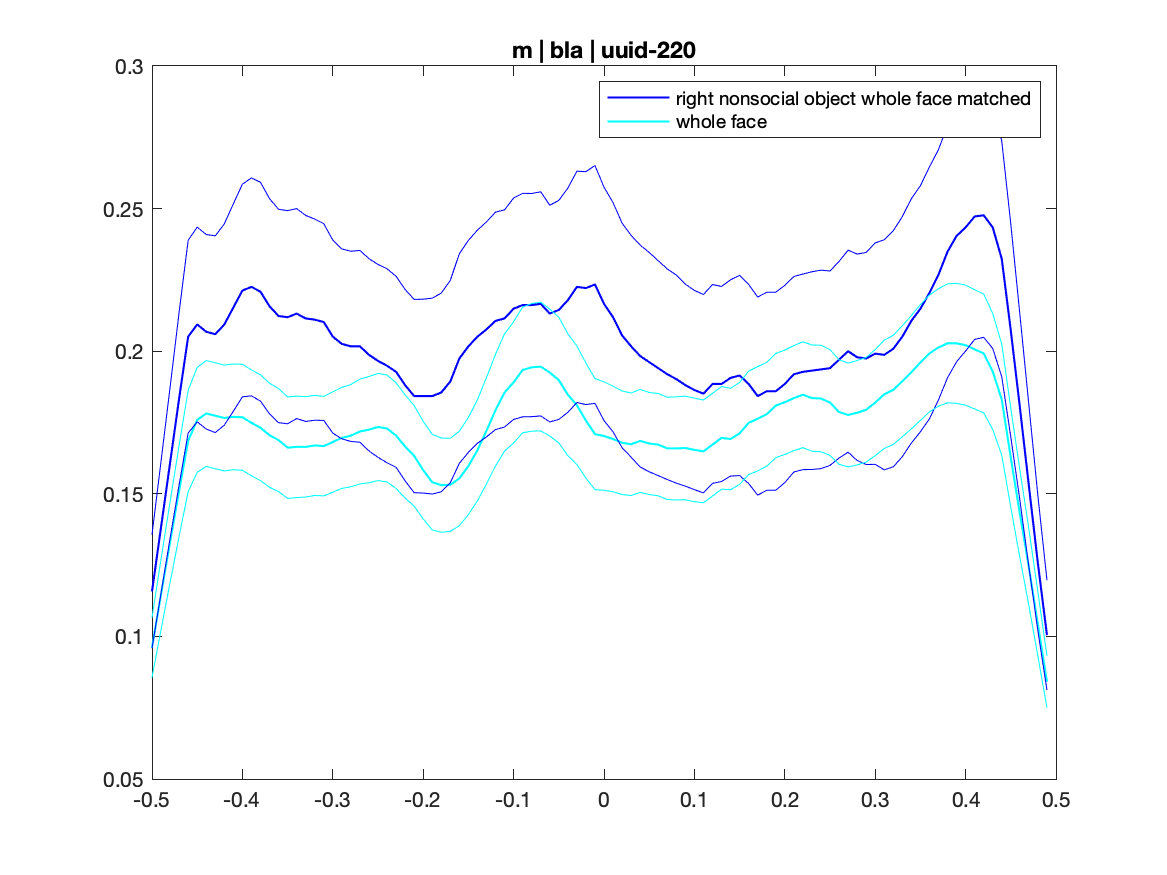 m | bla | uuid-220
right nonsocial object whole face matched
whole face
0.3
0.25
0.2
0.15
0.1
0.05
-0.5 -0.4 -0.3 -0.2 -0.1 0 0.1 0.2 0.3 0.4 0.5